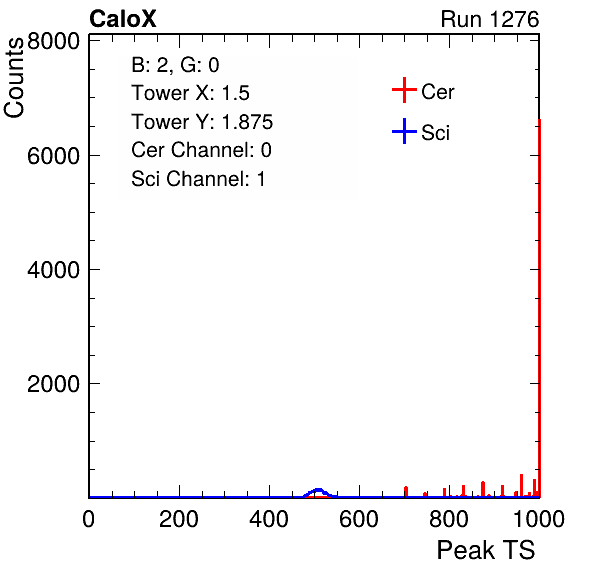 CaloX Run 1276
Counts
8000
6000
4000
2000
B: 2, G: 0
Tower X: 1.5
Tower Y: 1.875
Cer Channel: 0
Sci Channel: 1
Cer
Sci
0 200 400 600 800 1000
Peak TS